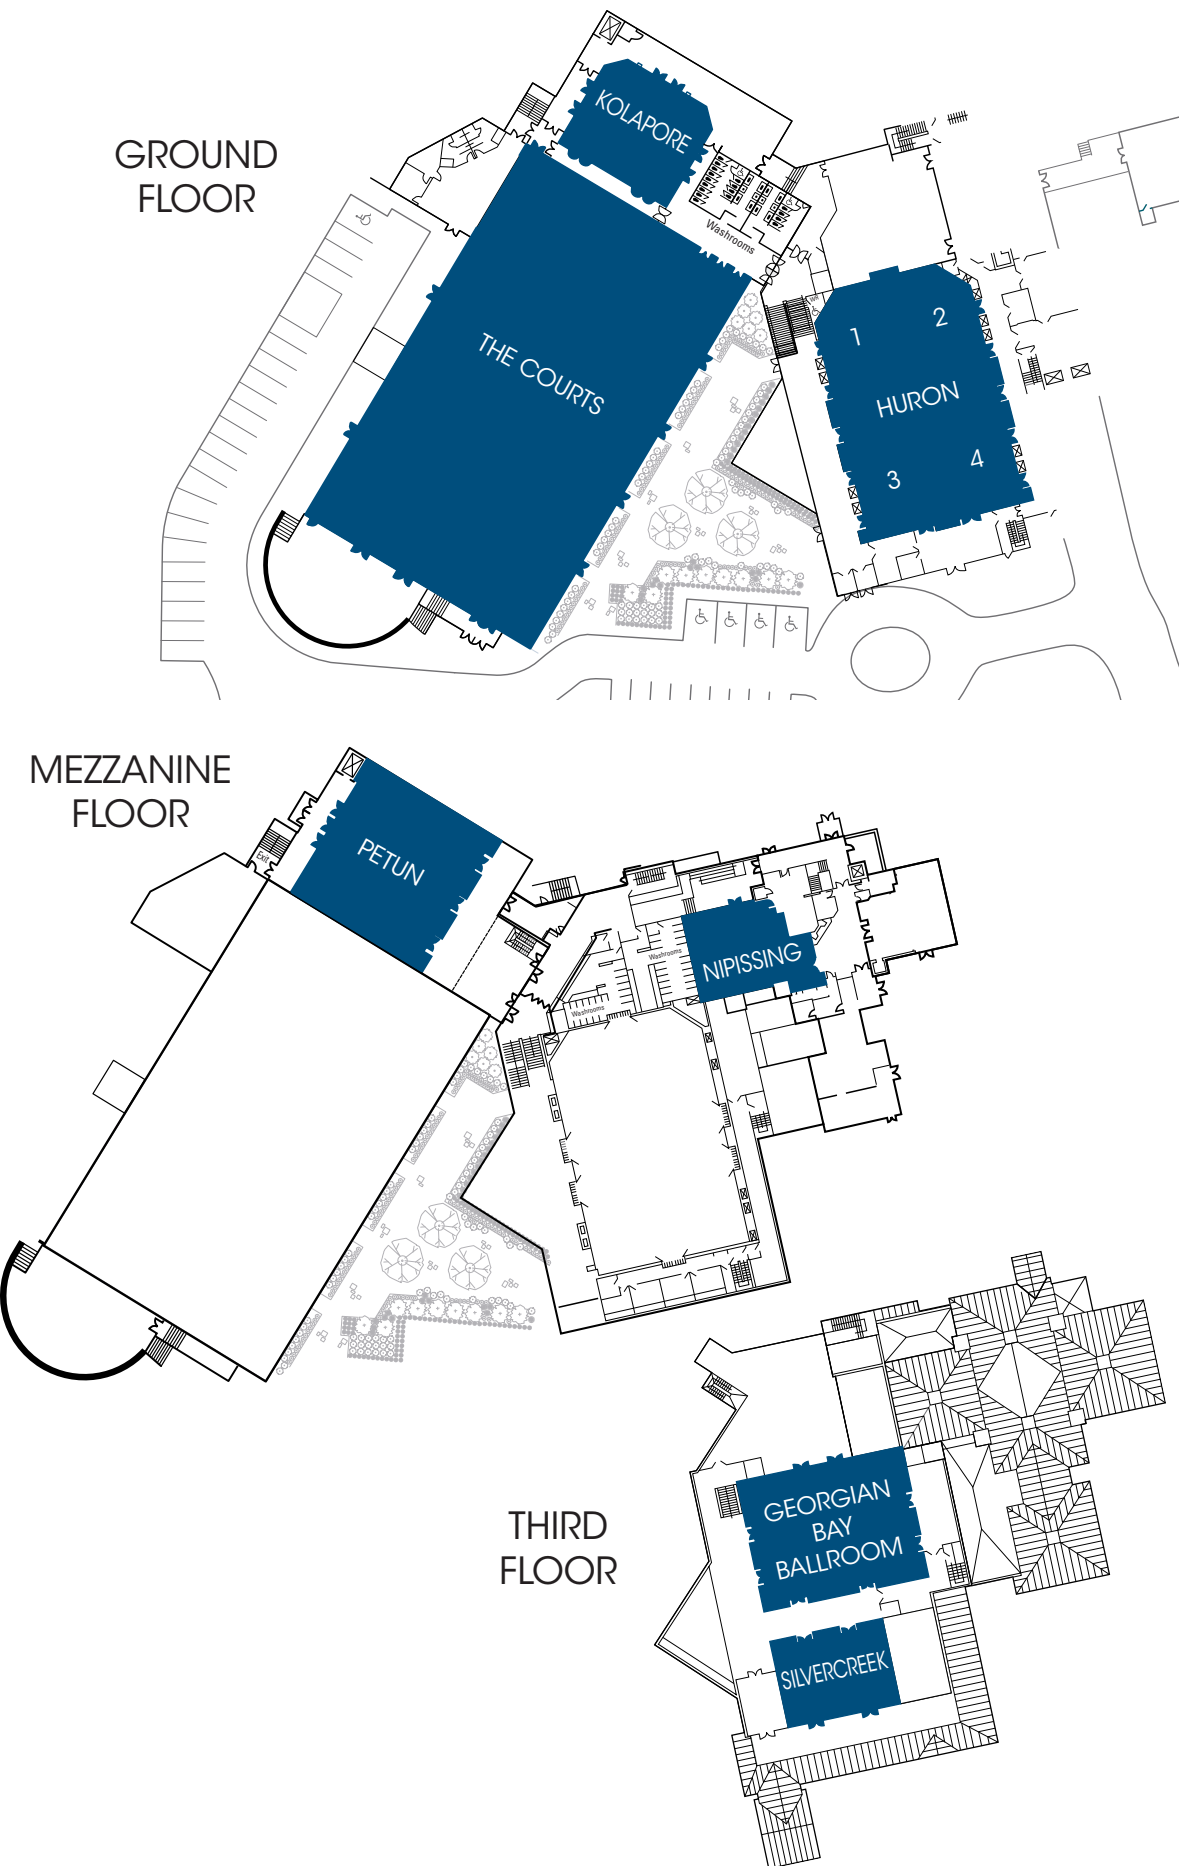 GROUND
FLOOR
KOLAPORE
Washrooms
THE COURTS
WR
1
2
HURON
3
4
MEZZANINE
FLOOR
Exit
PETUN
Washrooms
NIPISSING
Washrooms
THIRD
FLOOR
GEORGIAN
BAY
BALLROOM
SILVERCREEK